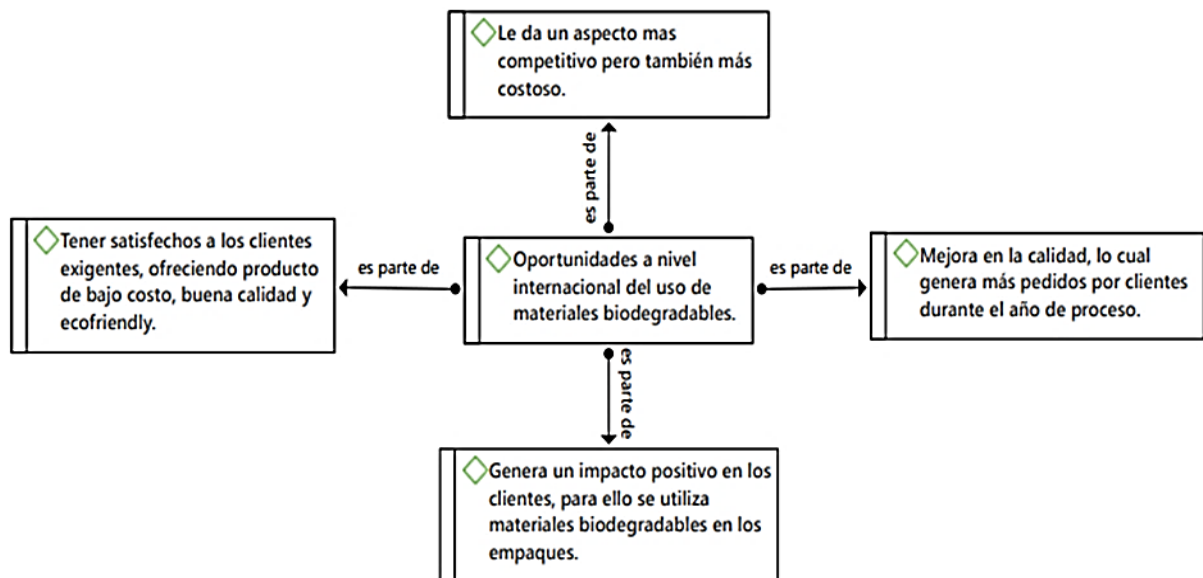 Le da un aspecto mas
competitivo pero también más
costoso.
es parte de
Tener satisfechos a los clientes
exigentes, ofreciendo producto
de bajo costo, buena calidad y
ecofriendly.
es parte de
Oportunidades a nivel
internacional del uso de
materiales biodegradables.
es parte de
Mejora en la calidad, lo cual
genera más pedidos por clientes
durante el año de proceso.
es parte de
Genera un impacto positivo en los
clientes, para ello se utiliza
materiales biodegradables en los
empaques.